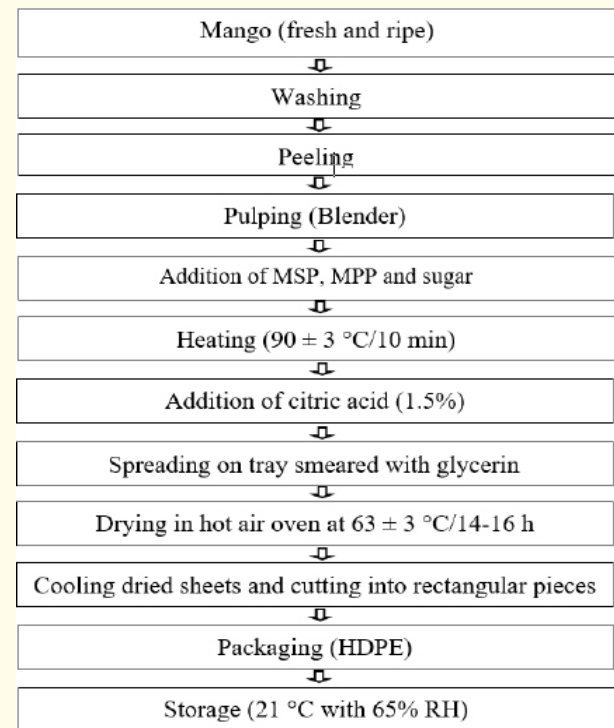 Mango (fresh and ripe)
Washing
Peeling
Pulping (Blender)
Addition of MSP, MPP and sugar
Heating (90 ± 3 °C/10 min)
Addition of citric acid (1.5%)
Spreading on tray smeared with glycerin
Drying in hot air oven at 63 ± 3 °C/14-16 h
Cooling dried sheets and cutting into rectangular pieces
Packaging (HDPE)
Storage (21 °C with 65% RH)